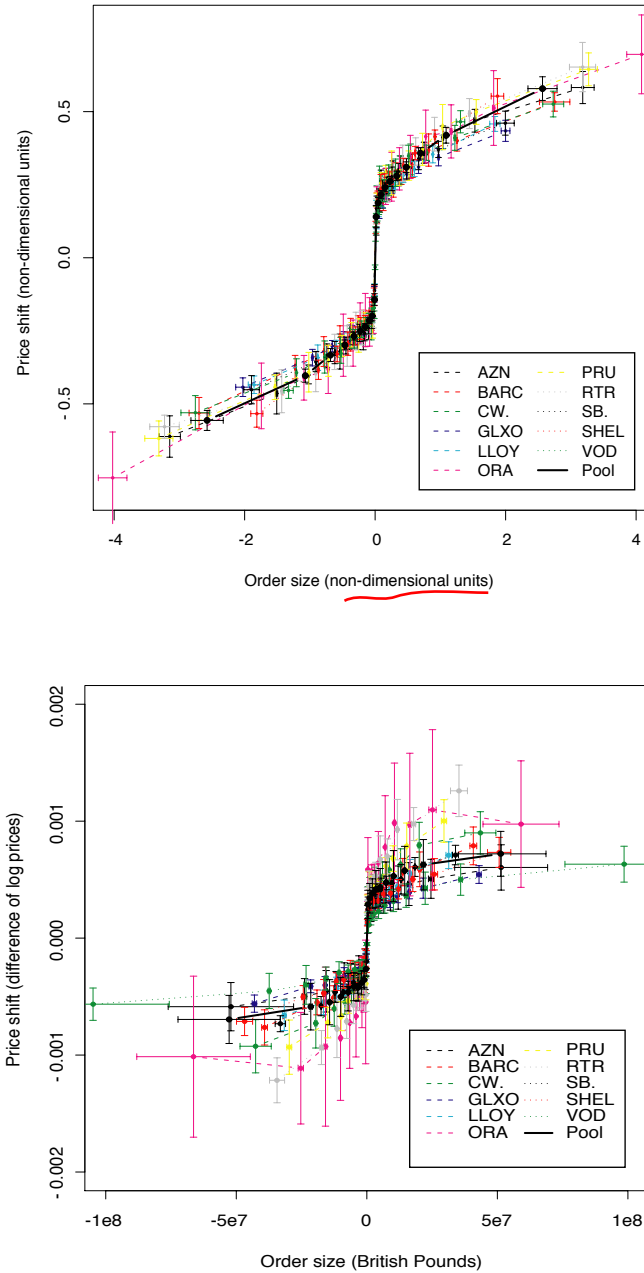 Price shift (non-dimensional units)
0.5
0.0
- 0.5
AZN PRU
BARC RTR
CW. SB.
GLXO SHEL
LLOY VOD
ORA Pool
-4 -2 0 2 4
Order size (non-dimensional units)
Price shift (difference of log prices)
0.002
0.001
0.000
- 0.001
- 0.002
AZN PRU
BARC RTR
CW. SB.
GLXO SHEL
LLOY VOD
ORA Pool
-1e8 -5e7 0 5e7 1e8
Order size (British Pounds)